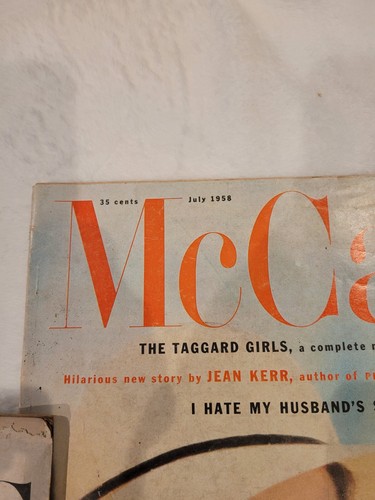 35 cents July 1958
McCa
THE TAGGARD GIRLS, a complete
Hilarious new story by JEAN KERR, author of
I HATE MY HUSBAND'S